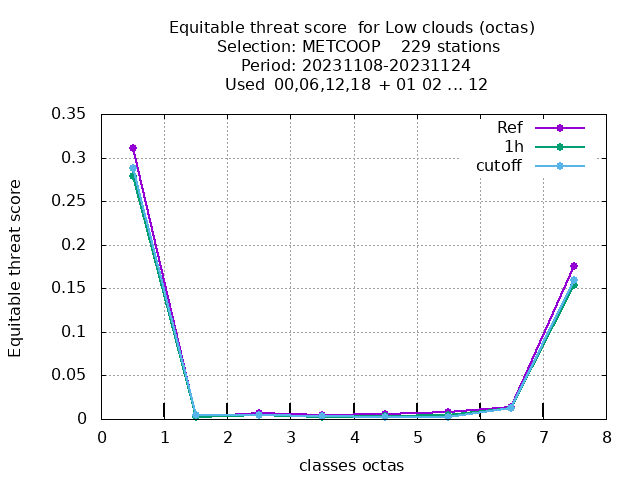 Equitable threat score for Low clouds (octas)
Selection: METCOOP 229 stations
Period: 20231108-20231124
Used 00,06,12,18 + 01 02 ... 12
Equitable threat score
0.35
0.3
0.25
0.2
0.15
0.1
0.05
0
Ref
1h
cutoff
0 1 2 3 4 5 6 7 8
classes octas